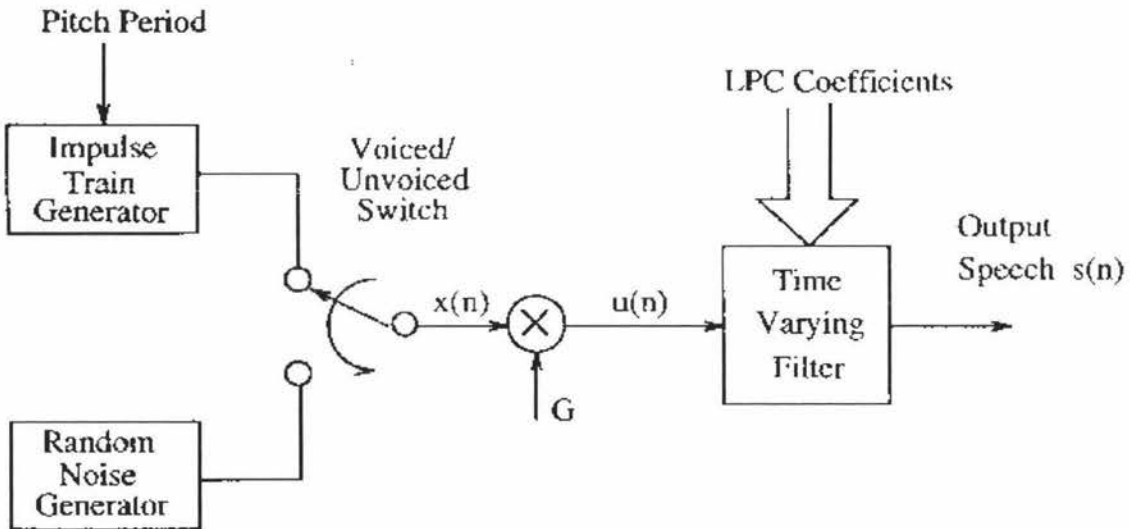 Pitch Period
Impulse
Train
Generator
Voiced/
Unvoiced
Switch
LPC Coefficients
x(n)
u(n)
G
Time
Varying
Filter
Output
Speech s(n)
Random
Noise
Generator